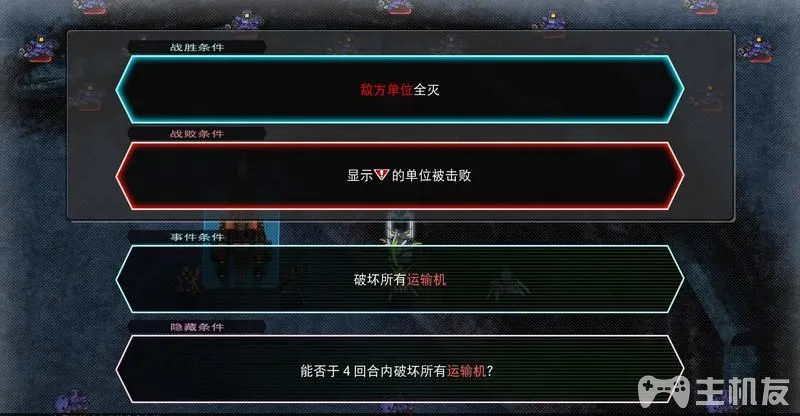 战胜条件
敌方单位全灭
战败条件
显示!的单位被击败
事件条件
破坏所有运输机
隐藏条件
能否于4回合内破坏所有运输机?
主机友